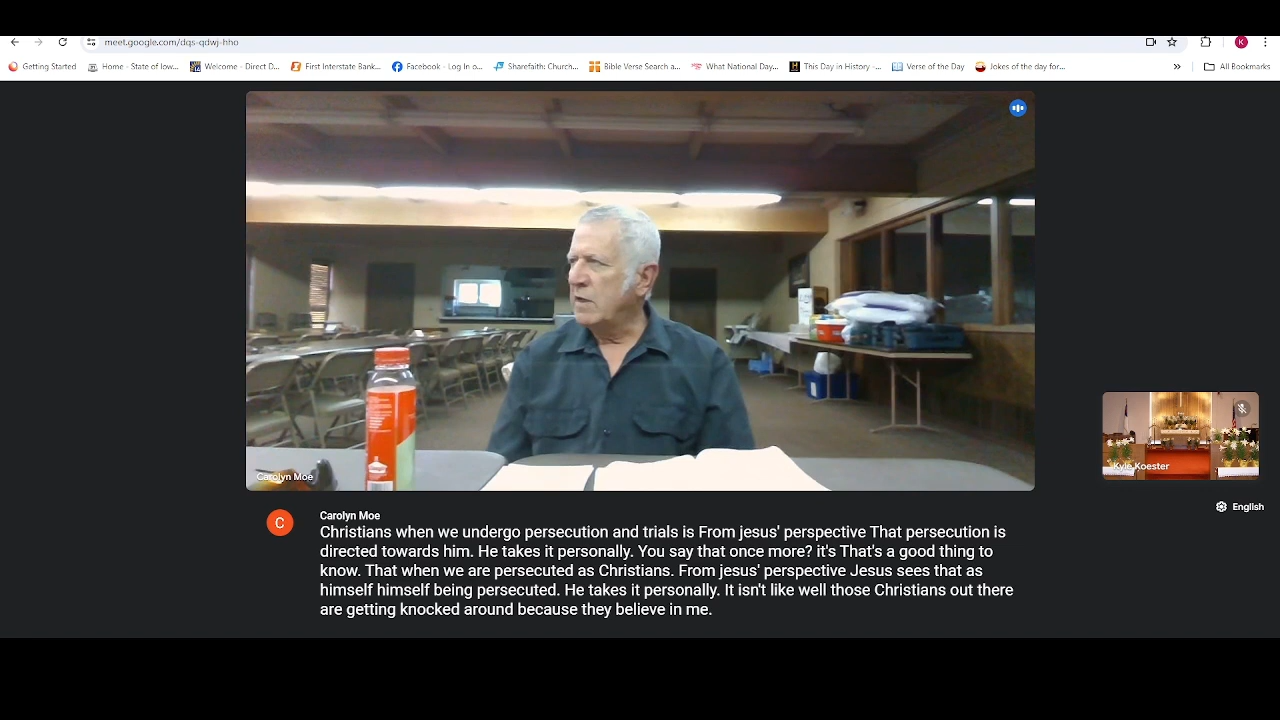 meet.google.com/dqs-qdwj-hho
Getting Started Home - State of Iow... Welcome - Direct D... First Interstate Bank... Facebook - Log In o... Sharefaith: Church... Bible Verse Search a... What National Day... This Day in History -... Verse of the Day Jokes of the day for... » All Bookmarks
K
Carolyn Moe
Kyle Koester
English
C
Carolyn Moe
Christians when we undergo persecution and trials is From jesus' perspective That persecution is
directed towards him. He takes it personally. You say that once more? it's That's a good thing to
know. That when we are persecuted as Christians. From jesus' perspective Jesus sees that as
himself himself being persecuted. He takes it personally. It isn't like well those Christians out there
are getting knocked around because they believe in me.